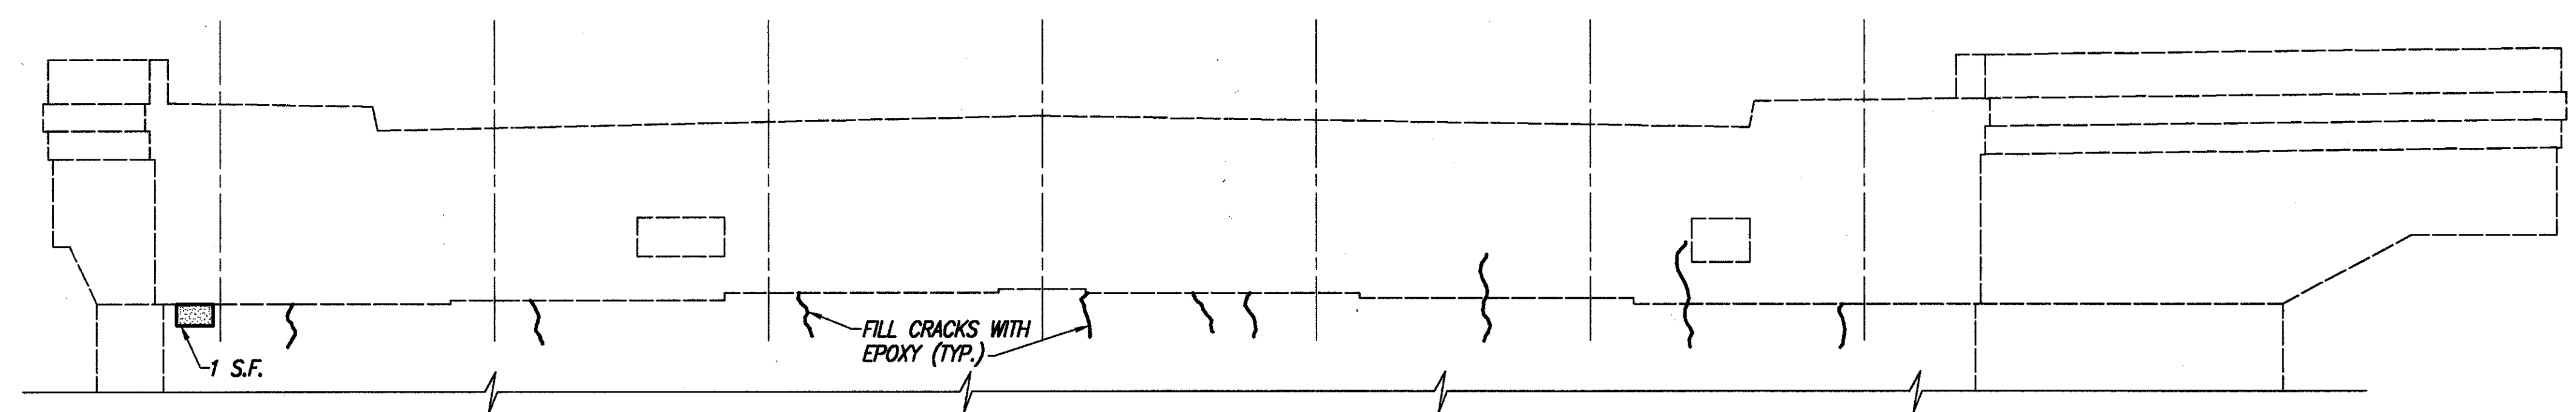 FILL CRACKS WITH
EPOXY (TYP.)
1 S.F.